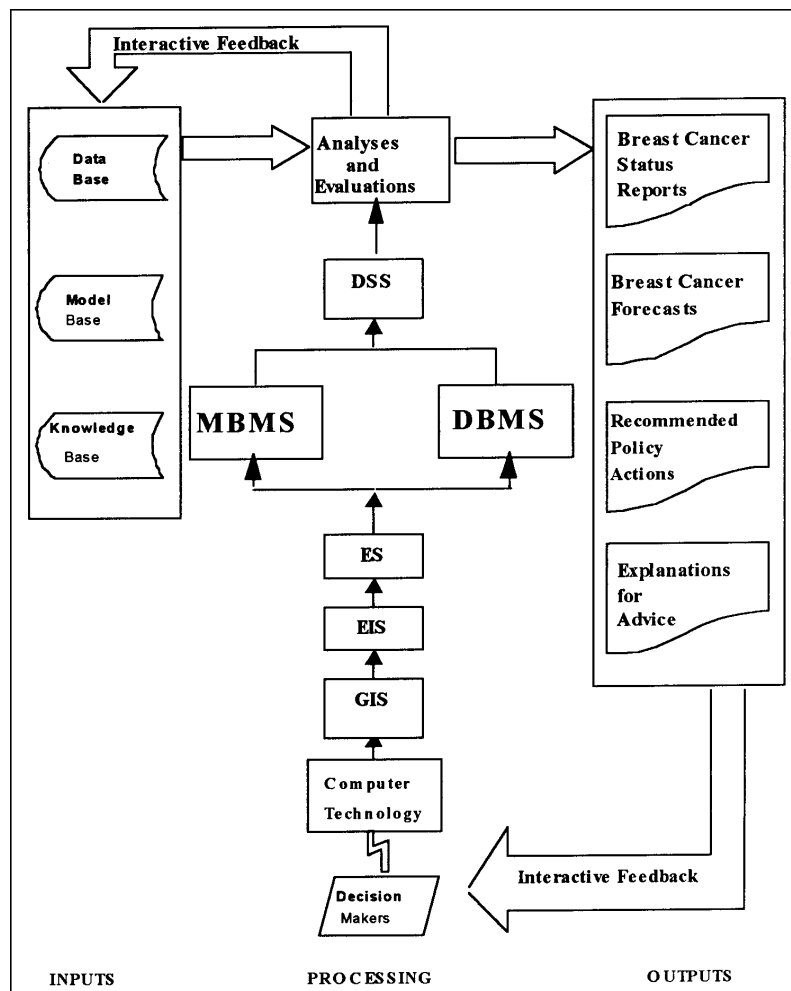 Interactive Feedback
Data
Base
Model
Base
Knowledge
Base
Analyses
and
Evaluations
DSS
MBMS
DBMS
ES
EIS
GIS
Computer
Technology
Decision
Makers
Breast Cancer
Status
Reports
Breast Cancer
Forecasts
Recommended
Policy
Actions
Explanations
for
Advice
Interactive Feedback
INPUTS
PROCESSING
OUTPUTS